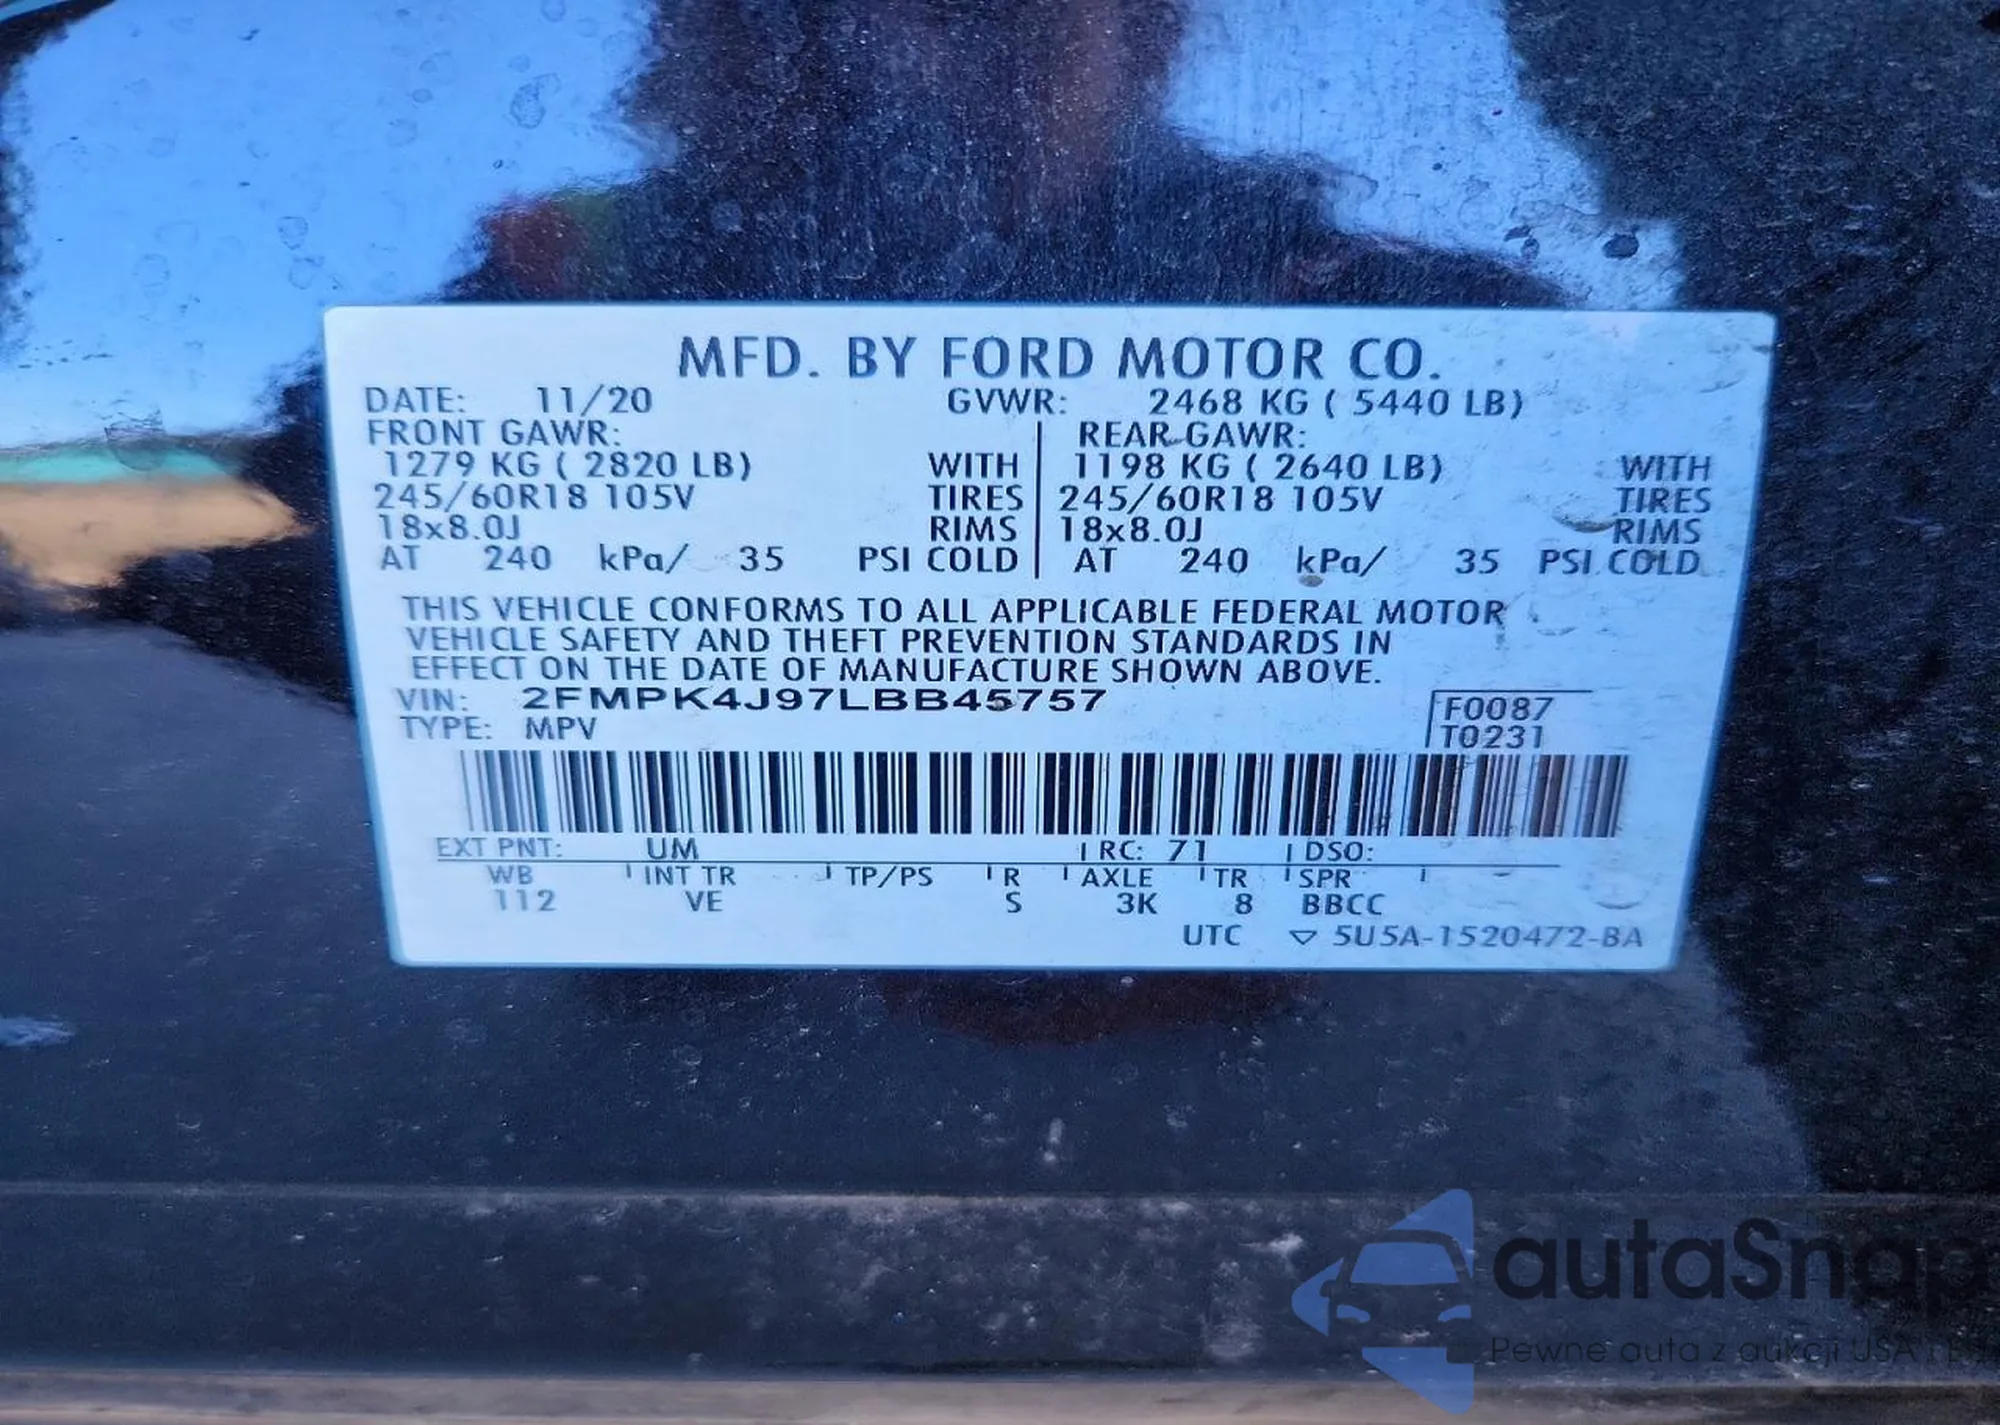 MFD. BY FORD MOTOR CO.
DATE: 11/20 GVWR: 2468 KG ( 5440 LB)
FRONT GAWR: REAR GAWR:
1279 KG ( 2820 LB) WITH 1198 KG ( 2640 LB) WITH
245/60R18 105V TIRES 245/60R18 105V TIRES
18x8.0J RIMS 18x8.0J RIMS
AT 240 kPa/ 35 PSI COLD AT 240 kPa/ 35 PSI COLD
THIS VEHICLE CONFORMS TO ALL APPLICABLE FEDERAL MOTOR
VEHICLE SAFETY AND THEFT PREVENTION STANDARDS IN
EFFECT ON THE DATE OF MANUFACTURE SHOWN ABOVE.
VIN: 2FMPK4J97LBB45757
TYPE: MPV
F0087
T0231
EXT PNT: UM RC: 71 DSO:
WB INT TR TP/PS R AXLE TR SPR
112 VE S 3K 8 BBCC
UTC ▽ 5U5A-1520472-BA
autaSnap
Pewne auta z aukcji USA i E